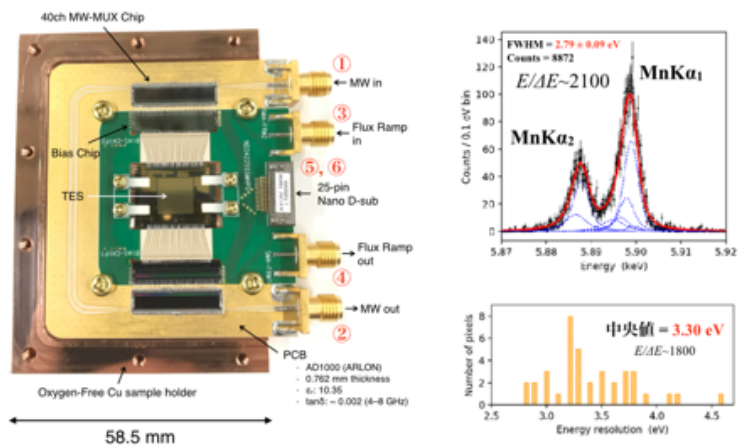 40ch MW-MUX Chip
①
MW in
③
Flux Ramp
in
Bias Chip
⑤, ⑥
TES
25-pin
Nano D-sub
Flux Ramp
out
④
MW out
②
PCB
- AD1000 (ARLON)
- 0.762 mm thickness
- εr: 10.35
- tanδ: ~ 0.002 (4–8 GHz)
Oxygen-Free Cu sample holder
58.5 mm
FWHM = 2.79 ± 0.09 eV
Counts = 8872
E/ΔE~2100
MnKα₁
MnKα₂
Counts / 0.1 eV bin
140
120
100
80
60
40
20
0
5.87 5.88 5.89 5.90 5.91 5.92
Energy (keV)
中央値 = 3.30 eV
E/ΔE~1800
Number of pixels
8
6
4
2
0
2.5 3.0 3.5 4.0 4.5
Energy resolution (eV)